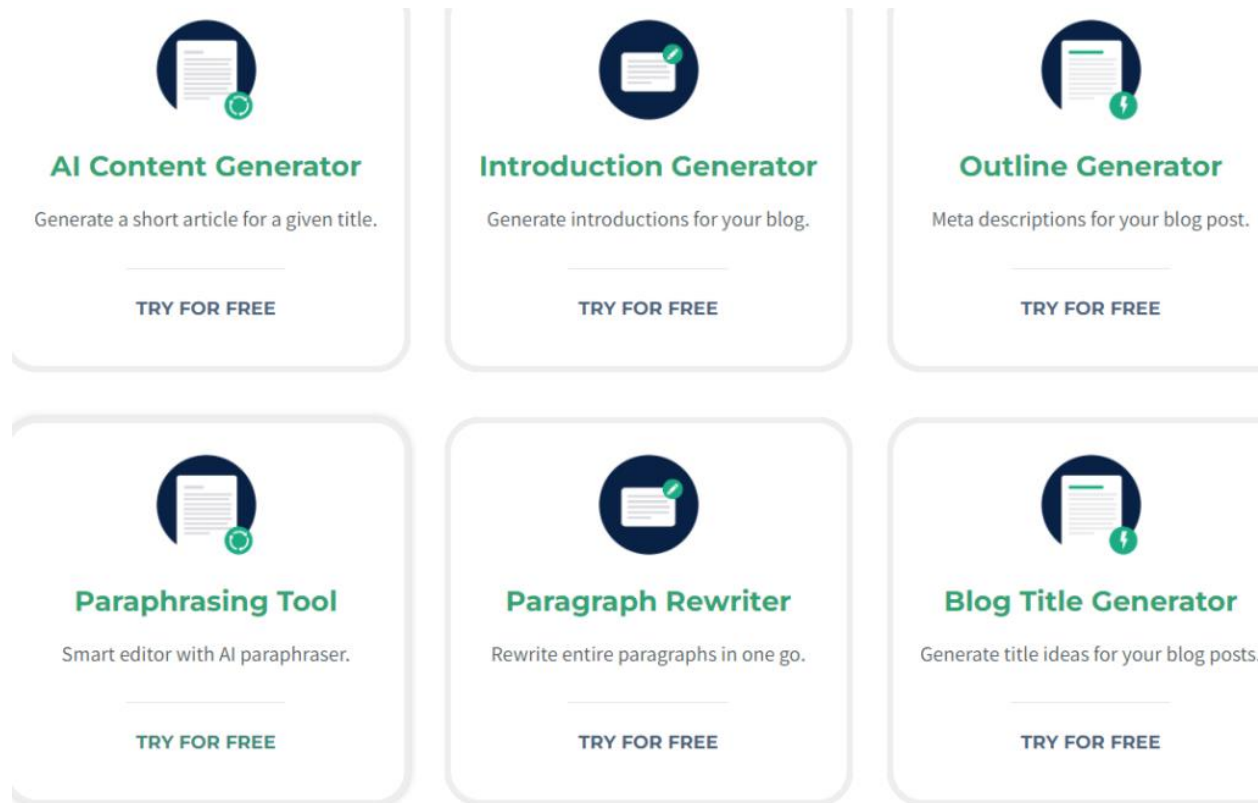 AI Content Generator
Generate a short article for a given title.
TRY FOR FREE
Introduction Generator
Generate introductions for your blog.
TRY FOR FREE
Outline Generator
Meta descriptions for your blog post.
TRY FOR FREE
Paraphrasing Tool
Smart editor with AI paraphraser.
TRY FOR FREE
Paragraph Rewriter
Rewrite entire paragraphs in one go.
TRY FOR FREE
Blog Title Generator
Generate title ideas for your blog posts.
TRY FOR FREE